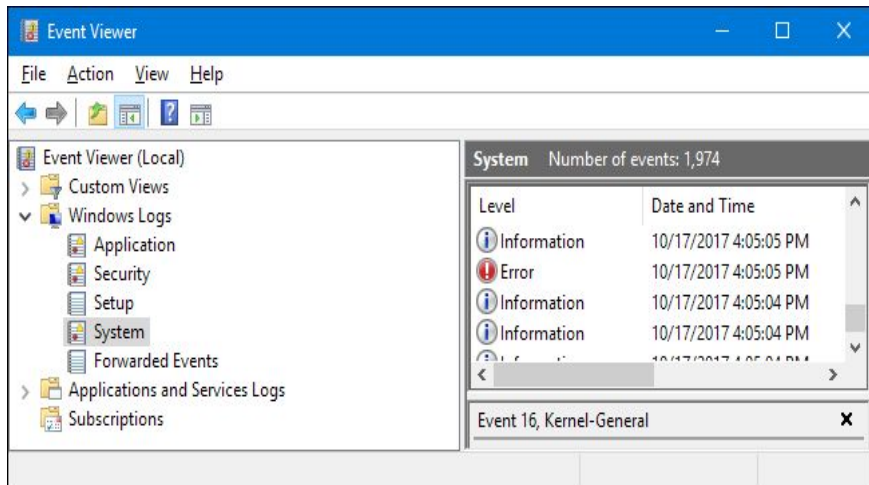 Event Viewer
File Action View Help
Event Viewer (Local)
Custom Views
Windows Logs
Application
Security
Setup
System
Forwarded Events
Applications and Services Logs
Subscriptions
System Number of events: 1,974
Level Date and Time
Information 10/17/2017 4:05:05 PM
Error 10/17/2017 4:05:05 PM
Information 10/17/2017 4:05:04 PM
Information 10/17/2017 4:05:04 PM
Event 16, Kernel-General